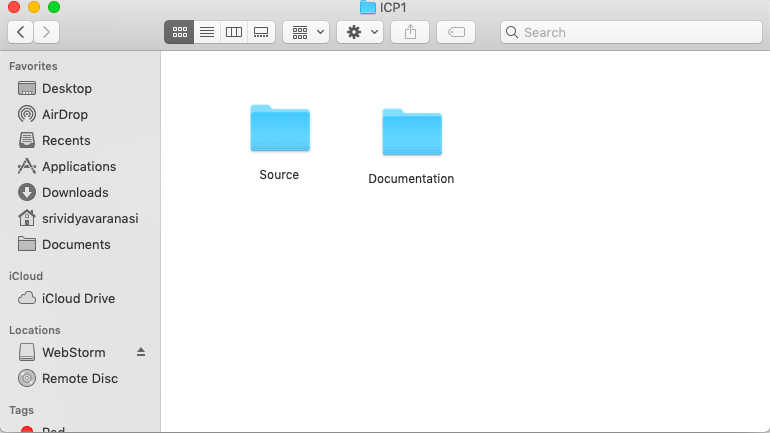 ICP1
Search
Favorites
Desktop
AirDrop
Recents
Applications
Downloads
srividyavaranasi
Documents
iCloud
iCloud Drive
Locations
WebStorm
Remote Disc
Tags
Red
Source
Documentation